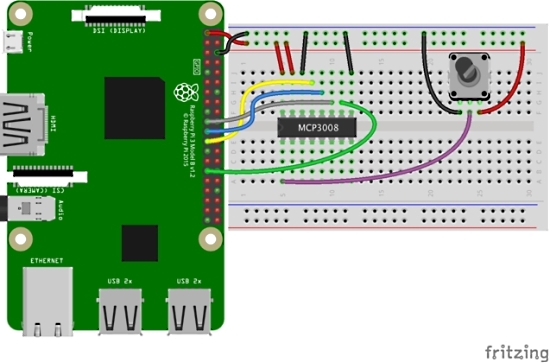 DSI (DISPLAY)
Power
HDMI
GPIO
Raspberry Pi 3 Model B v1.2
© Raspberry Pi 2015
CSI (CAMERA)
Audio
ETHERNET
USB 2x
USB 2x
MCP3008
fritzing